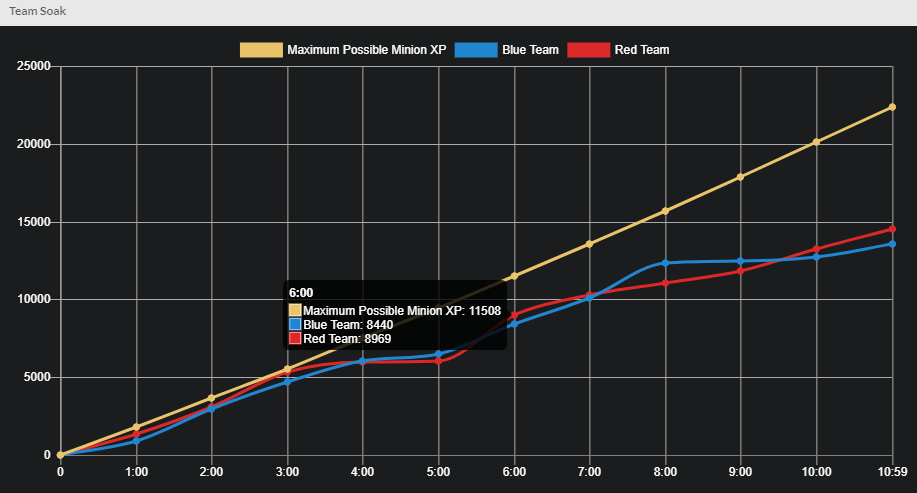 Team Soak
Maximum Possible Minion XP Blue Team Red Team
25000
20000
15000
10000
5000
0
6:00
Maximum Possible Minion XP: 11508
Blue Team: 8440
Red Team: 8969
0 1:00 2:00 3:00 4:00 5:00 6:00 7:00 8:00 9:00 10:00 10:59